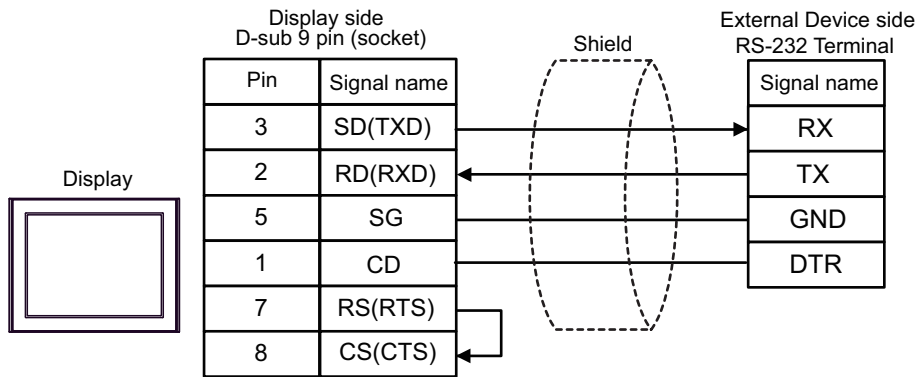 Display side
D-sub 9 pin (socket)
Shield
External Device side
RS-232 Terminal
Pin Signal name Signal name
3 SD(TXD) RX
2 RD(RXD) TX
Display
5 SG GND
1 CD DTR
7 RS(RTS)
8 CS(CTS)